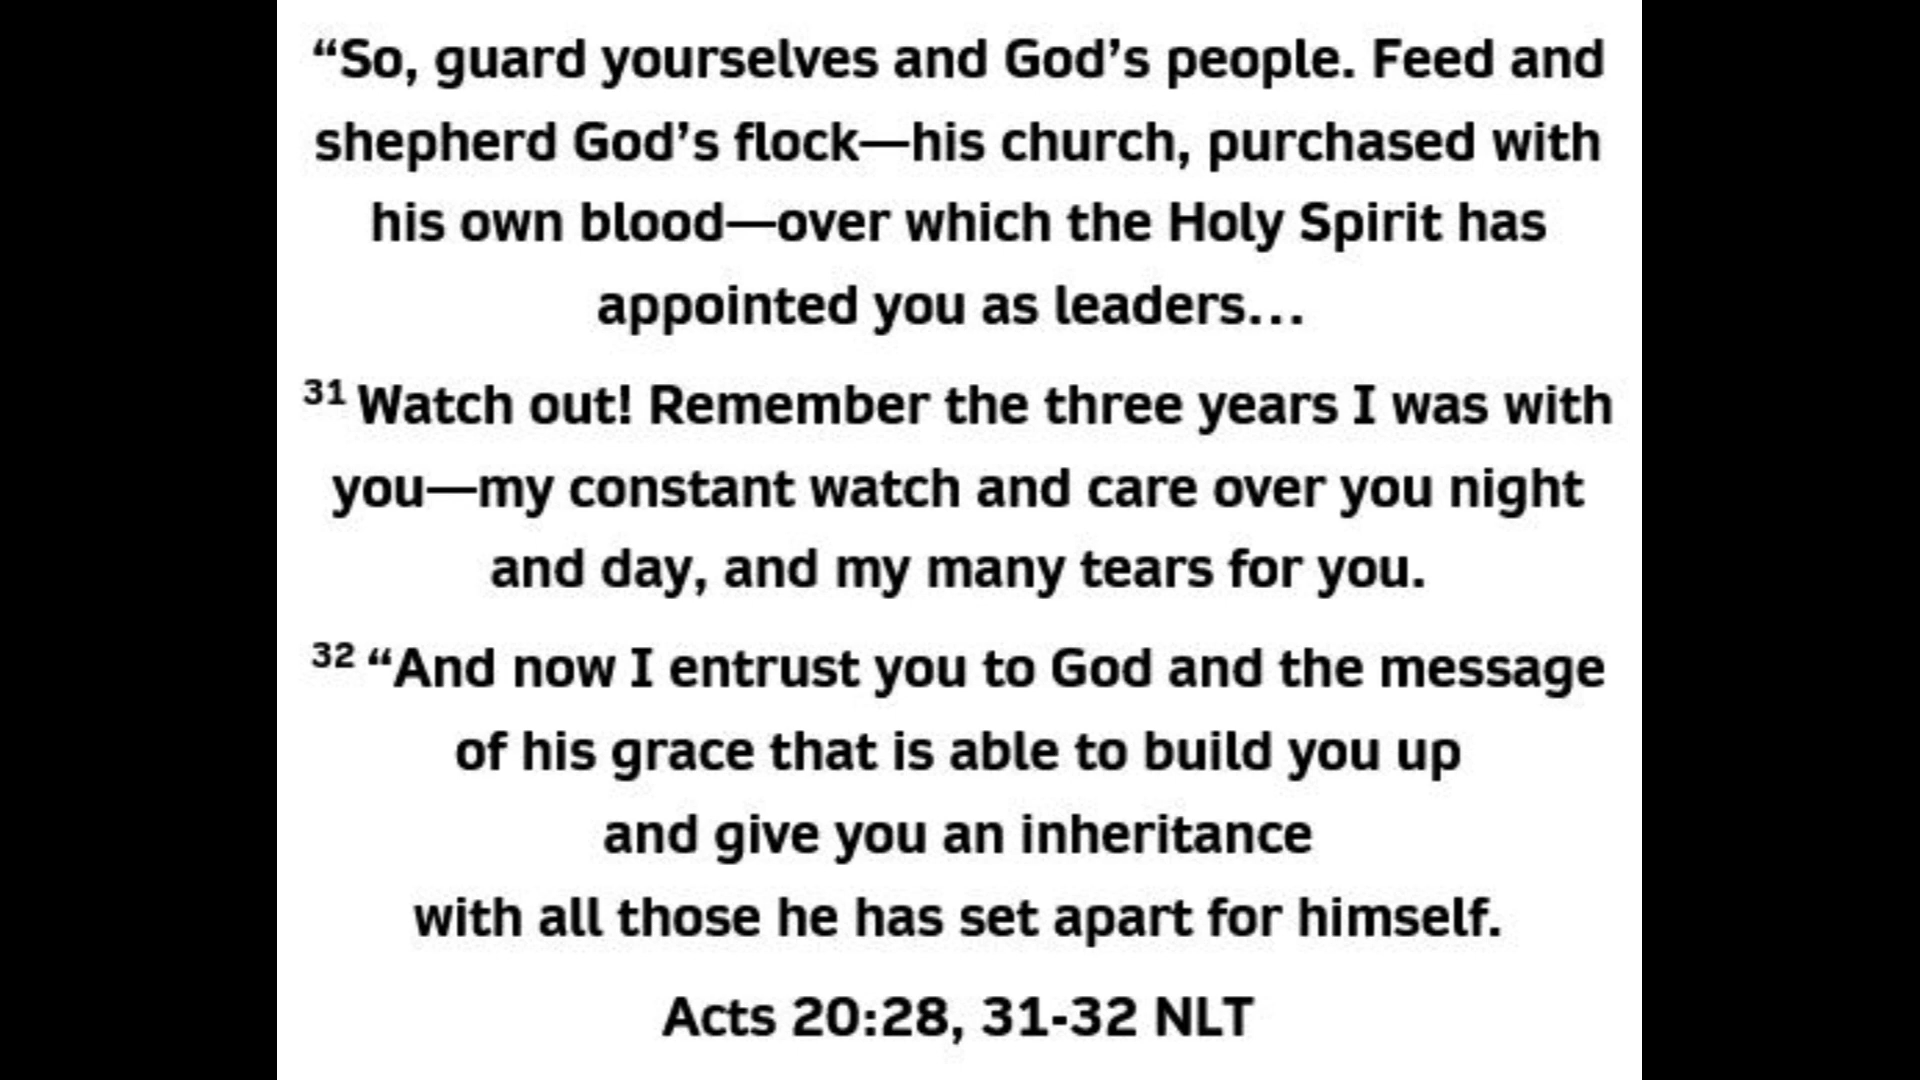 “So, guard yourselves and God’s people. Feed and
shepherd God’s flock—his church, purchased with
his own blood—over which the Holy Spirit has
appointed you as leaders…
31 Watch out! Remember the three years I was with
you—my constant watch and care over you night
and day, and my many tears for you.
32 “And now I entrust you to God and the message
of his grace that is able to build you up
and give you an inheritance
with all those he has set apart for himself.
Acts 20:28, 31-32 NLT